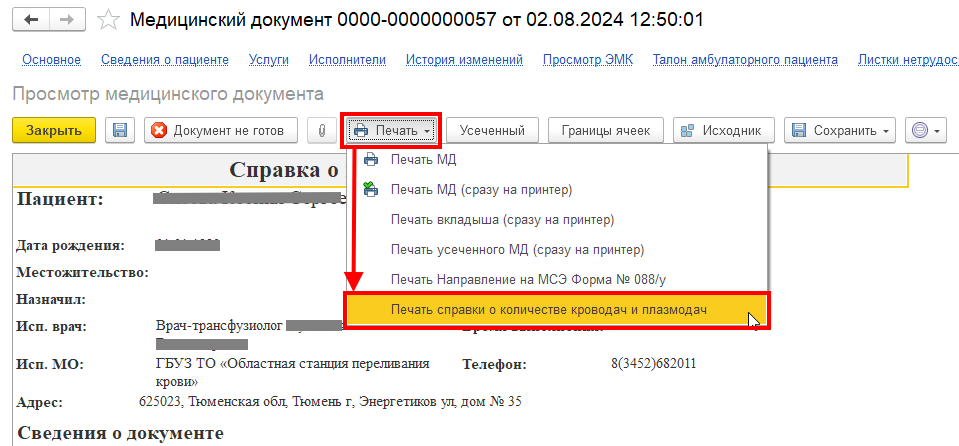 Медицинский документ 0000-0000000057 от 02.08.2024 12:50:01
Основное Сведения о пациенте Услуги Исполнители История изменений Просмотр ЭМК Талон амбулаторного пациента Листки нетрудос
Просмотр медицинского документа
Закрыть Документ не готов Печать Усеченный Границы ячеек Исходник Сохранить
Справка о
Печать МД
Пациент:
Печать МД (сразу на принтер)
Печать вкладыша (сразу на принтер)
Дата рождения:
Печать усеченного МД (сразу на принтер)
Местожительство:
Печать Направление на МСЭ Форма № 088/у
Назначил:
Печать справки о количестве кроводач и плазмодач
Исп. врач: Врач-трансфузиолог
Исп. МО: ГБУЗ ТО «Областная станция переливания
крови»
Телефон: 8(3452)682011
Адрес: 625023, Тюменская обл, Тюмень г, Энергетиков ул, дом № 35
Сведения о документе